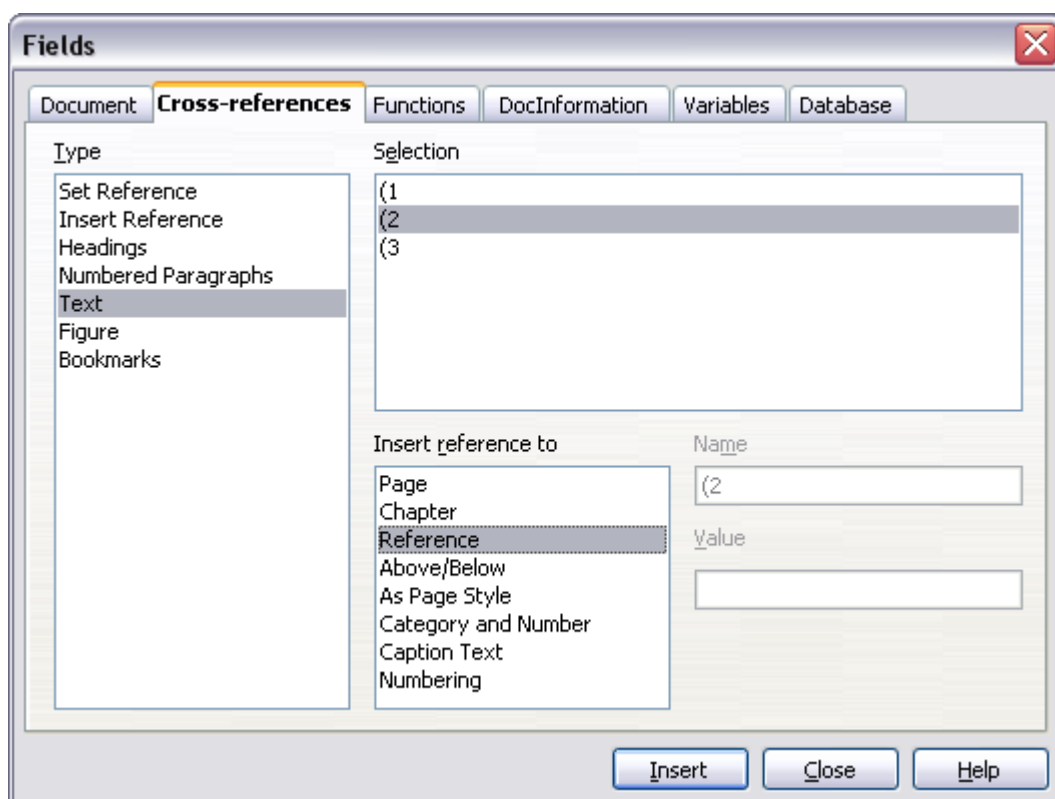 Fields
Document Cross-references Functions DocInformation Variables Database
Type
Set Reference
Insert Reference
Headings
Numbered Paragraphs
Text
Figure
Bookmarks
Selection
(1
(2
(3
Insert reference to
Page
Chapter
Reference
Above/Below
As Page Style
Category and Number
Caption Text
Numbering
Name
(2
Value
Insert Close Help